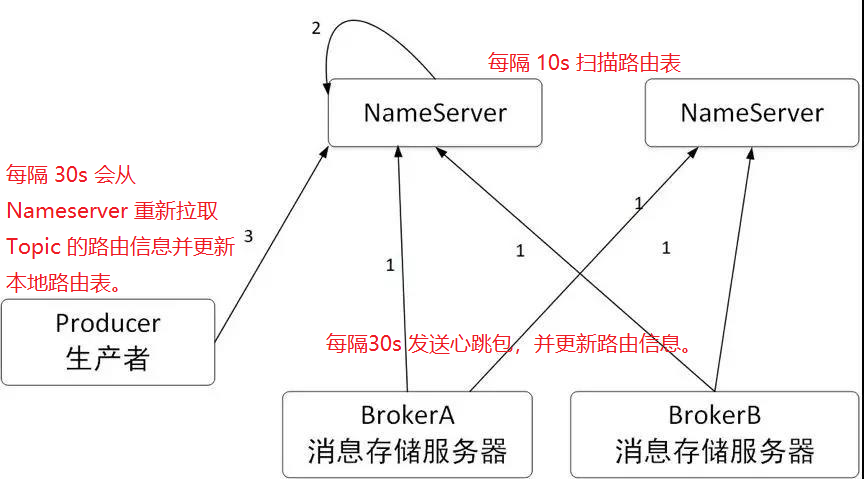 2
每隔 10s 扫描路由表
NameServer
NameServer
每隔 30s 会从
Nameserver 重新拉取
Topic 的路由信息并更新
本地路由表。
3
1
1
1
1
Producer
生产者
每隔30s 发送心跳包，并更新路由信息。
BrokerA
消息存储服务器
BrokerB
消息存储服务器